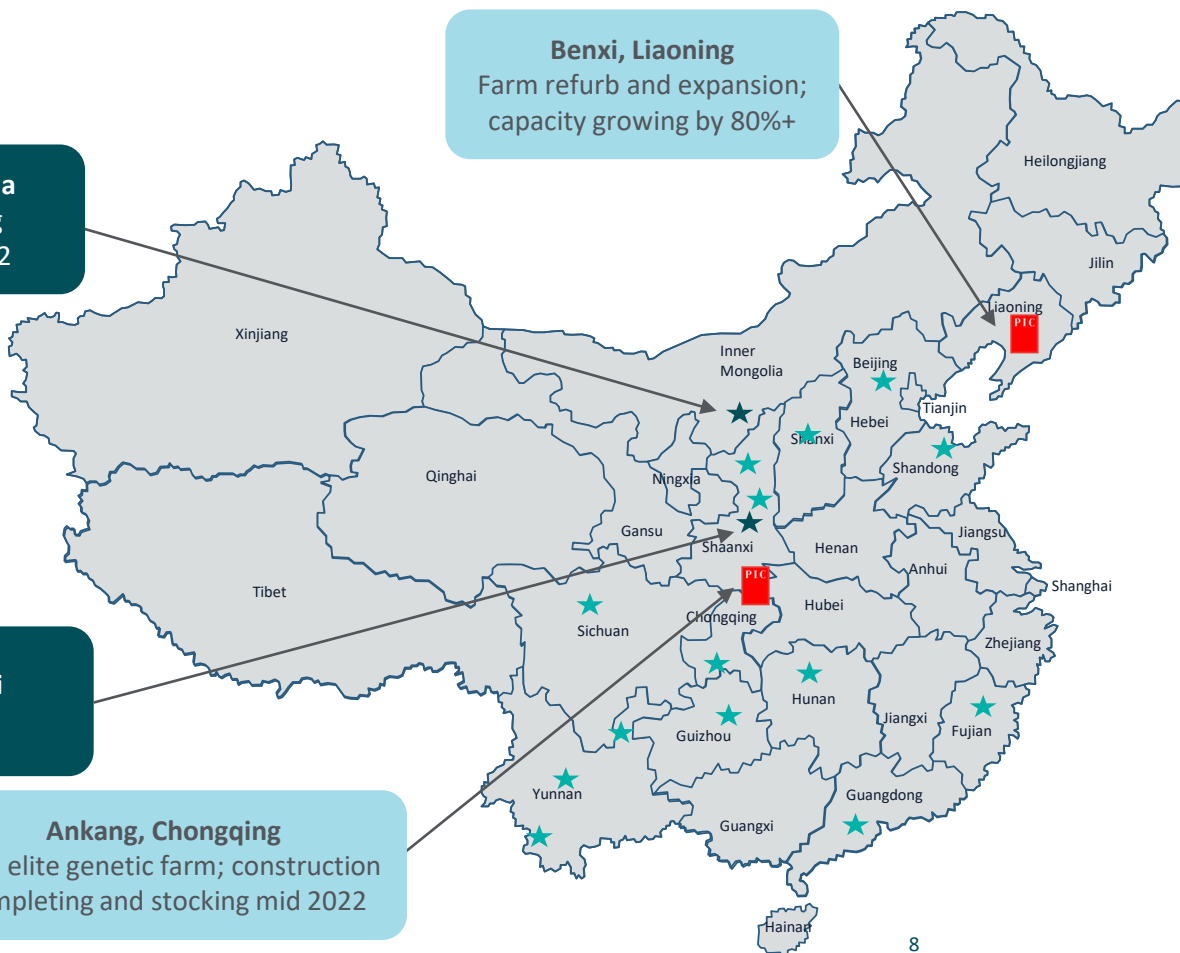 Benxi, Liaoning
Farm refurb and expansion;
capacity growing by 80%+
Heilongjiang
Jilin
Liaoning
PIC
Xinjiang
Inner
Mongolia
Beijing
Tianjin
Hebei
Shanxi
Shandong
Qinghai
Ningxia
Gansu
Shaanxi
Henan
Jiangsu
Anhui
Shanghai
PIC
Tibet
Sichuan
Chongqing
Hubei
Zhejiang
Hunan
Jiangxi
Fujian
Guizhou
Yunnan
Guangdong
Guangxi
Hainan
2
Ankang, Chongqing
elite genetic farm; construction
mpleting and stocking mid 2022
8